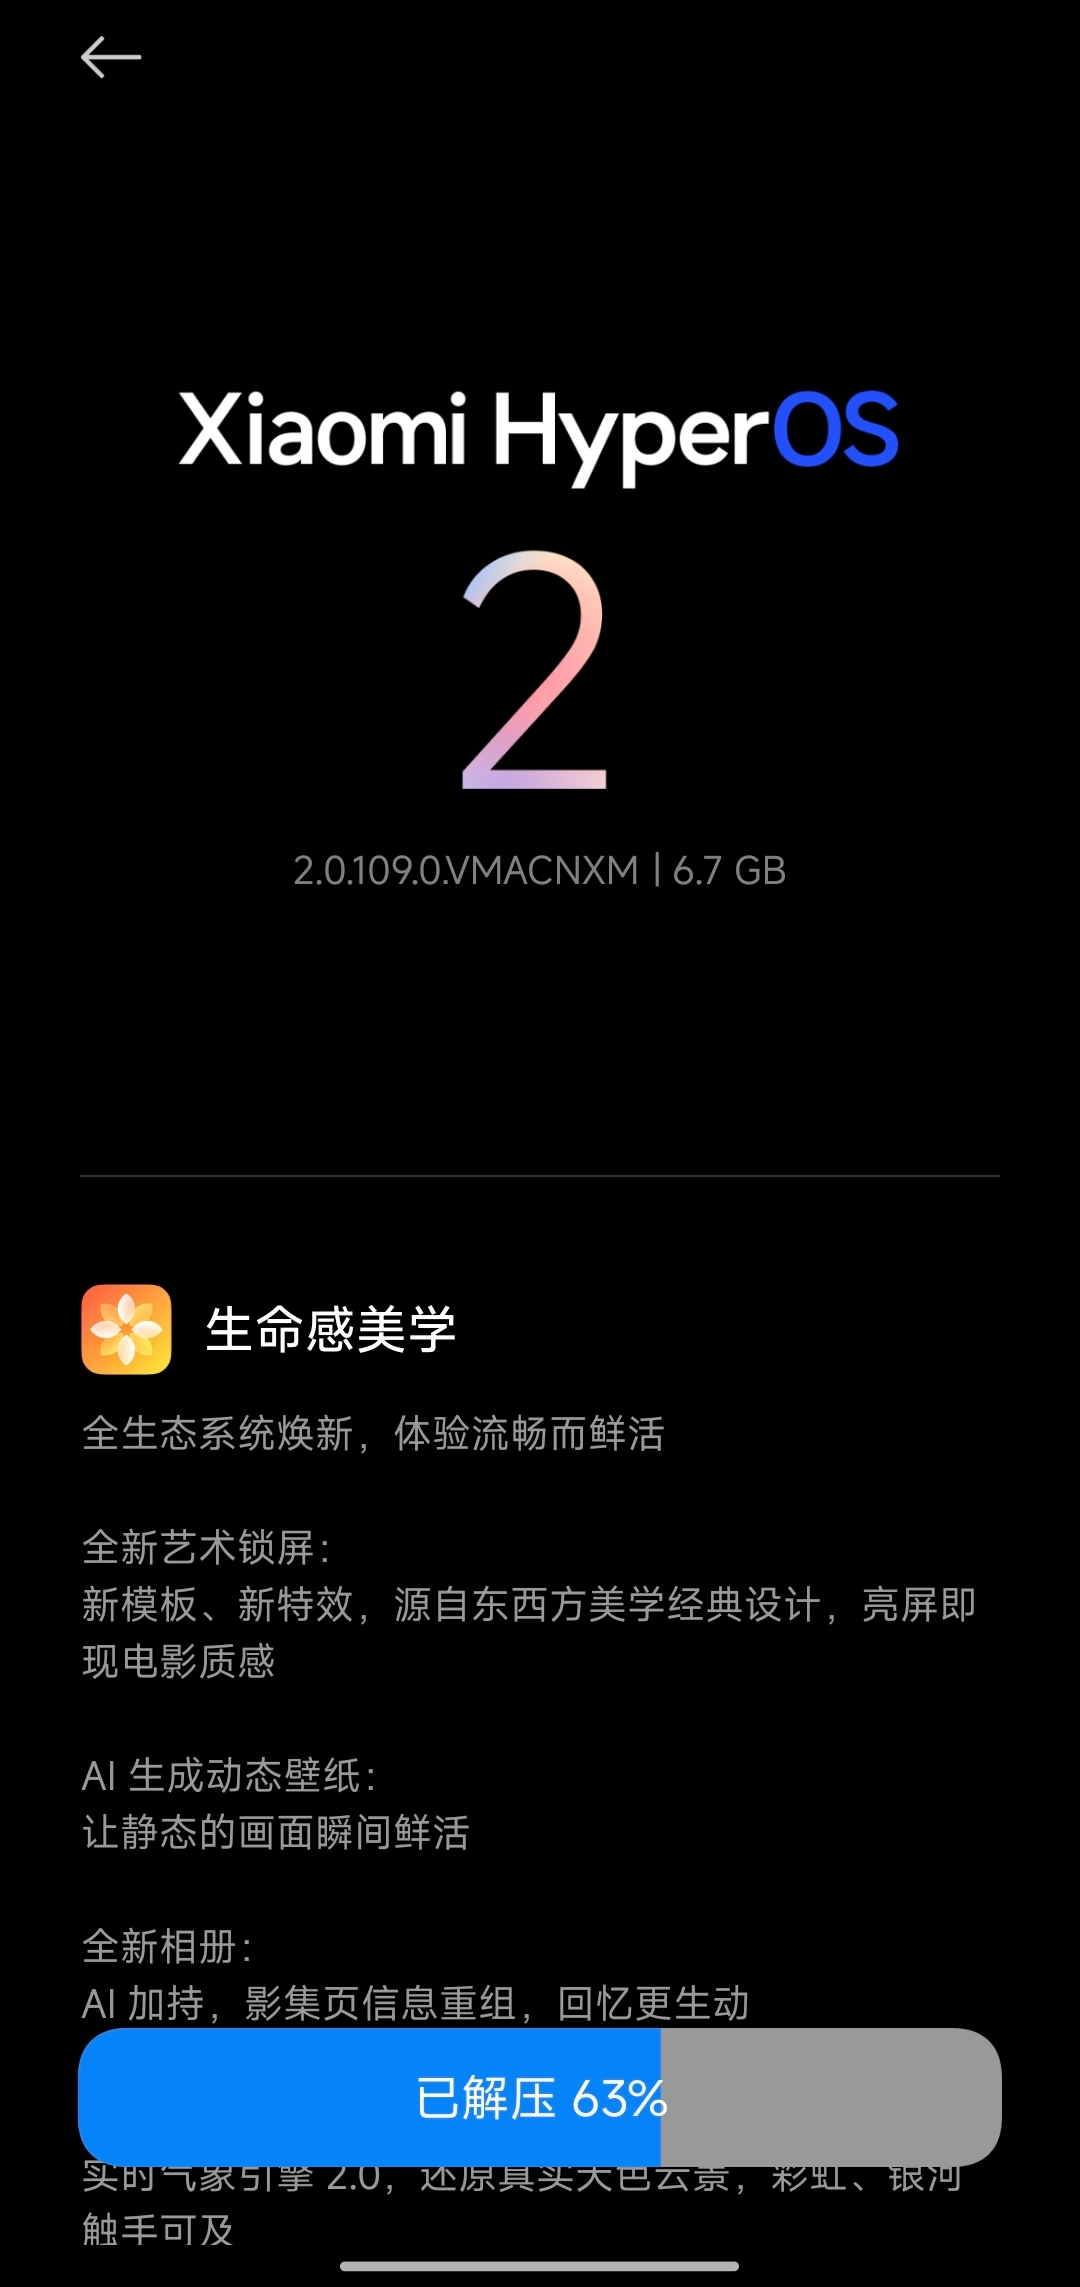 Xiaomi HyperOS
2
2.0.109.0.VMACNXM | 6.7 GB
生命感美学
全生态系统焕新，体验流畅而鲜活
全新艺术锁屏：
新模板、新特效，源自东西方美学经典设计，亮屏即
现电影质感
AI 生成动态壁纸：
让静态的画面瞬间鲜活
全新相册：
AI 加持，影集页信息重组，回忆更生动
已解压 63%
实时气象引擎 2.0，还原真实天色云景，彩虹、银河
触手可及